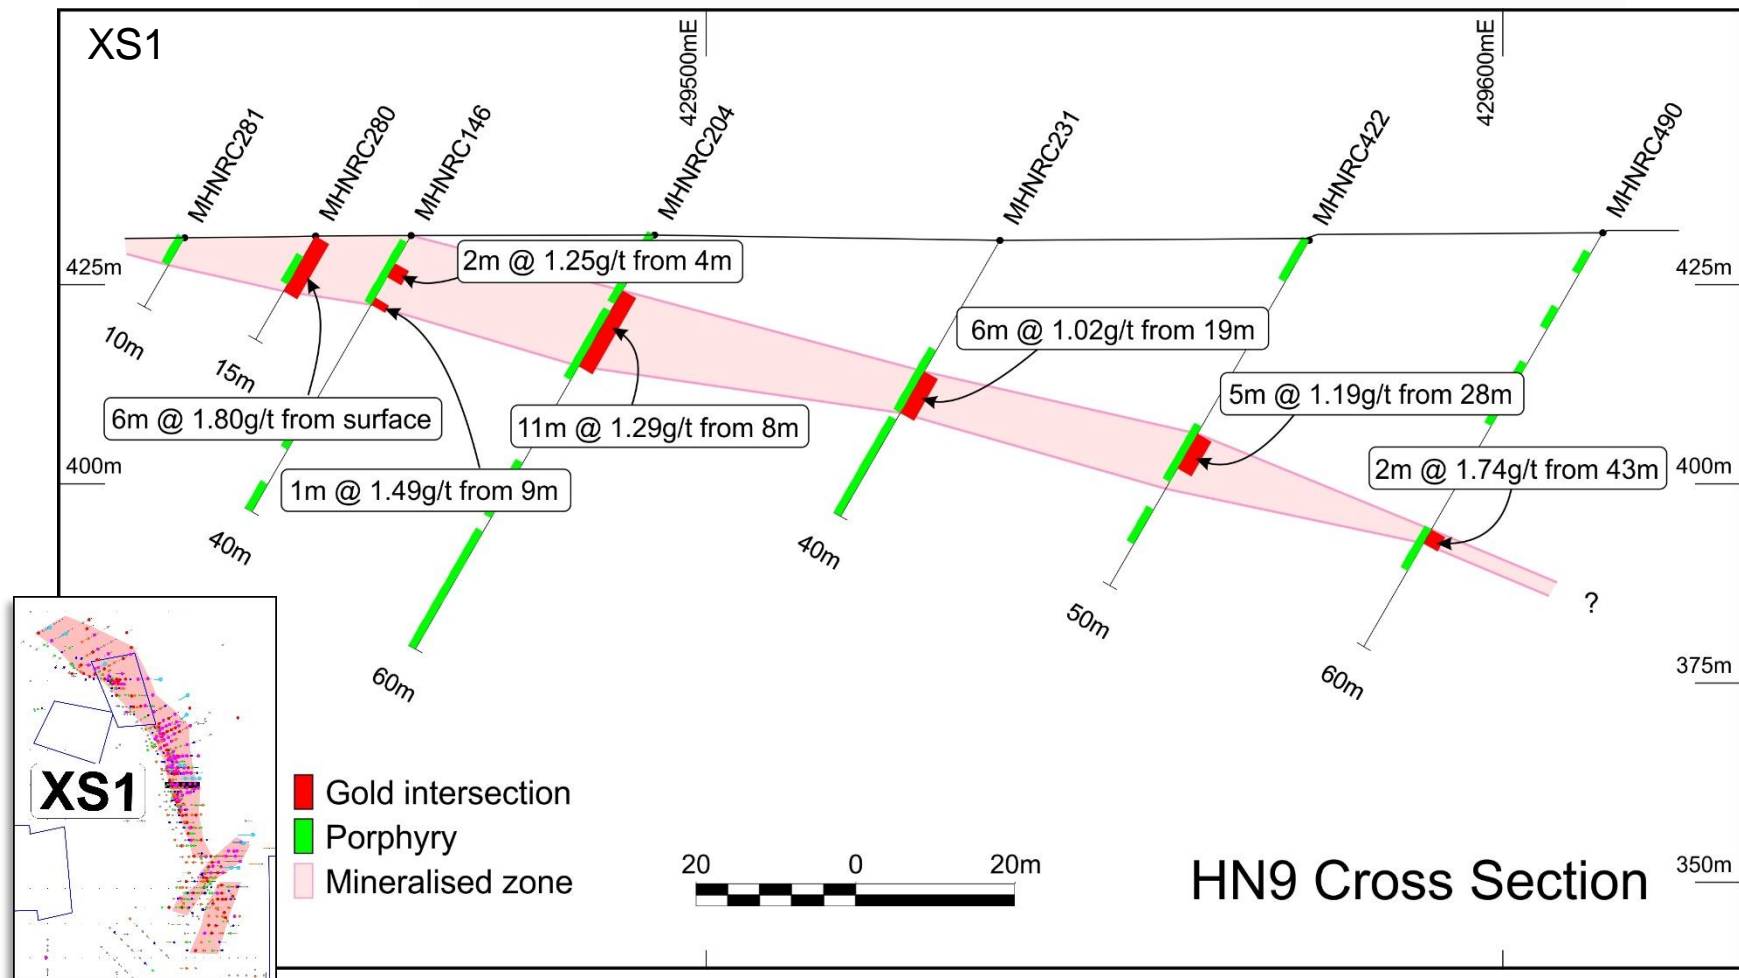 XS1
429500mE
429600mE
MHNRC281
MHNRC280
MHNRC146
MHNRC204
MHNRC231
MHNRC422
MHNRC490
425m
425m
2m @ 1.25g/t from 4m
6m @ 1.02g/t from 19m
10m
15m
5m @ 1.19g/t from 28m
6m @ 1.80g/t from surface
11m @ 1.29g/t from 8m
400m
400m
2m @ 1.74g/t from 43m
1m @ 1.49g/t from 9m
40m
40m
50m
?
60m
60m
375m
XS1
Gold intersection
Porphyry
Mineralised zone
20 0 20m
HN9 Cross Section
350m